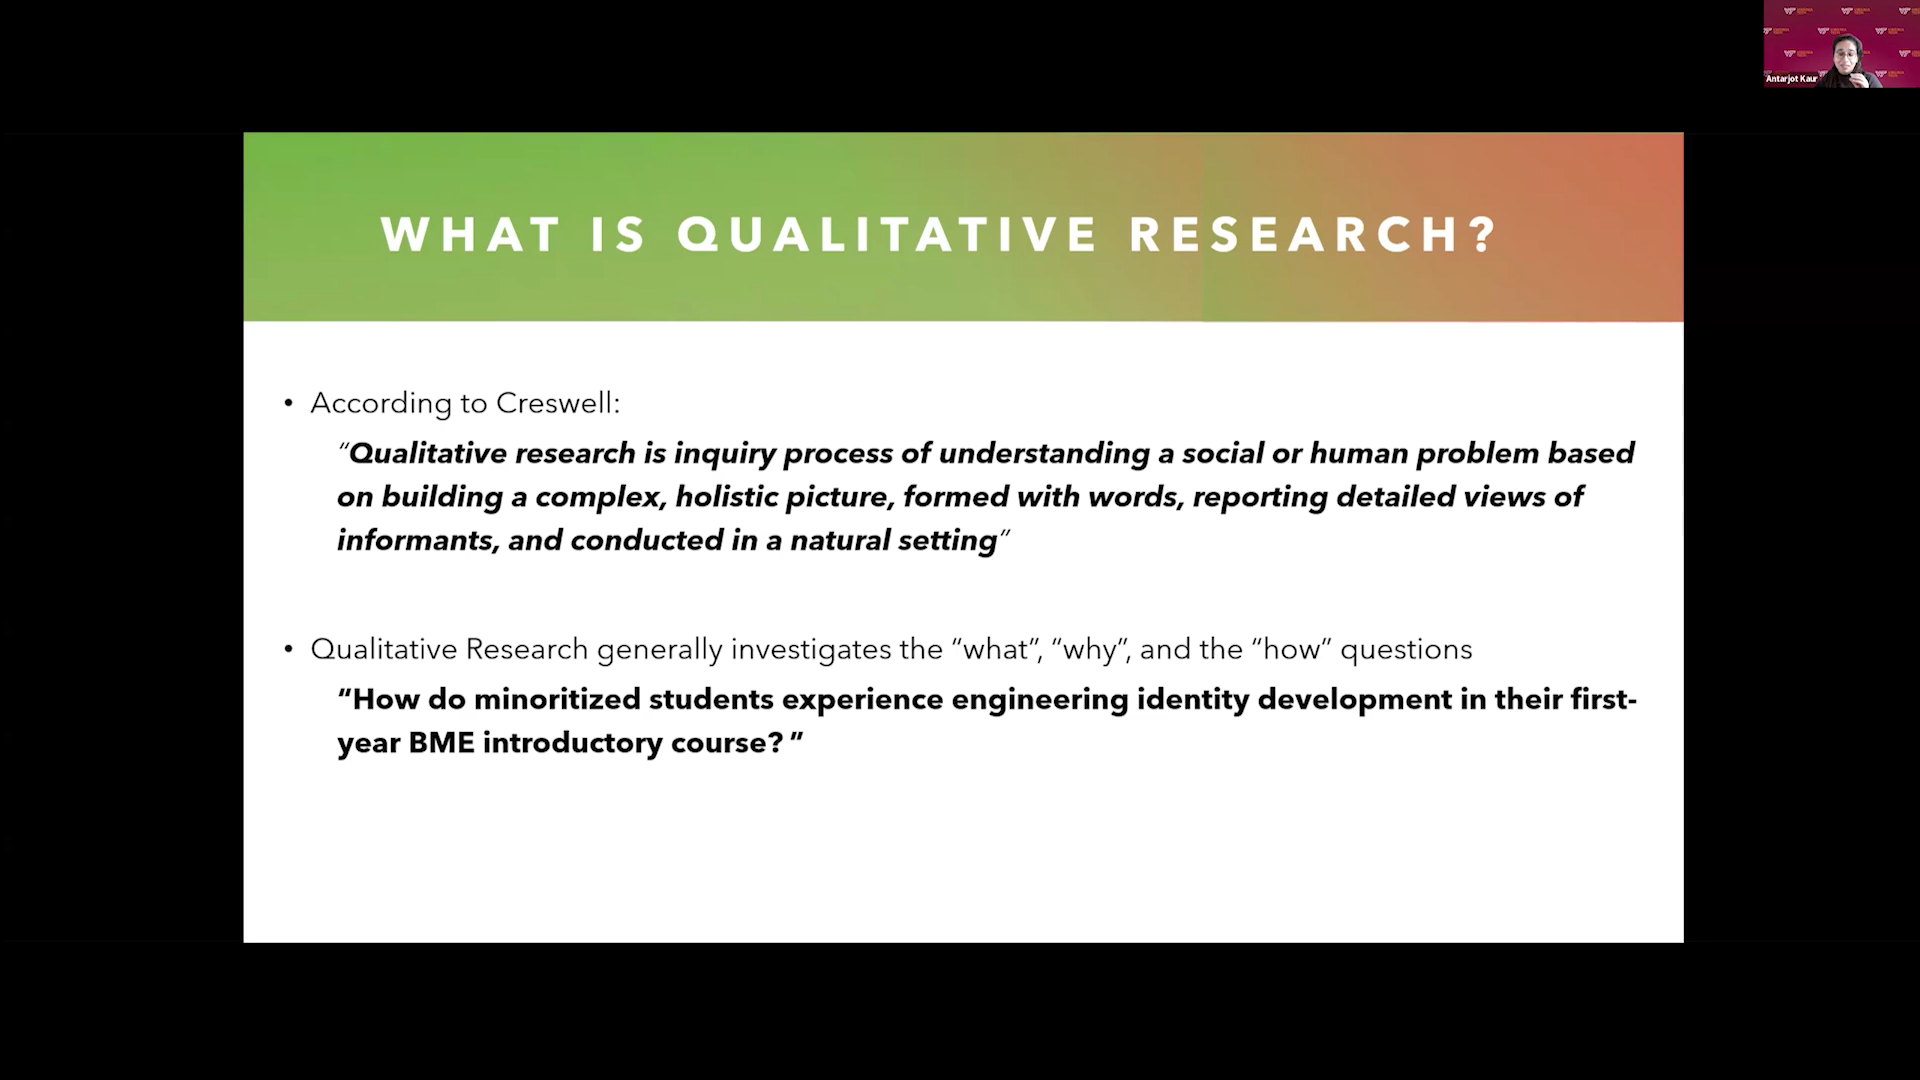 Antarjot Kaur
WHAT IS QUALITATIVE RESEARCH?
• According to Creswell:
“Qualitative research is inquiry process of understanding a social or human problem based
on building a complex, holistic picture, formed with words, reporting detailed views of
informants, and conducted in a natural setting”
• Qualitative Research generally investigates the “what”, “why”, and the “how” questions
“How do minoritized students experience engineering identity development in their first-
year BME introductory course? ”